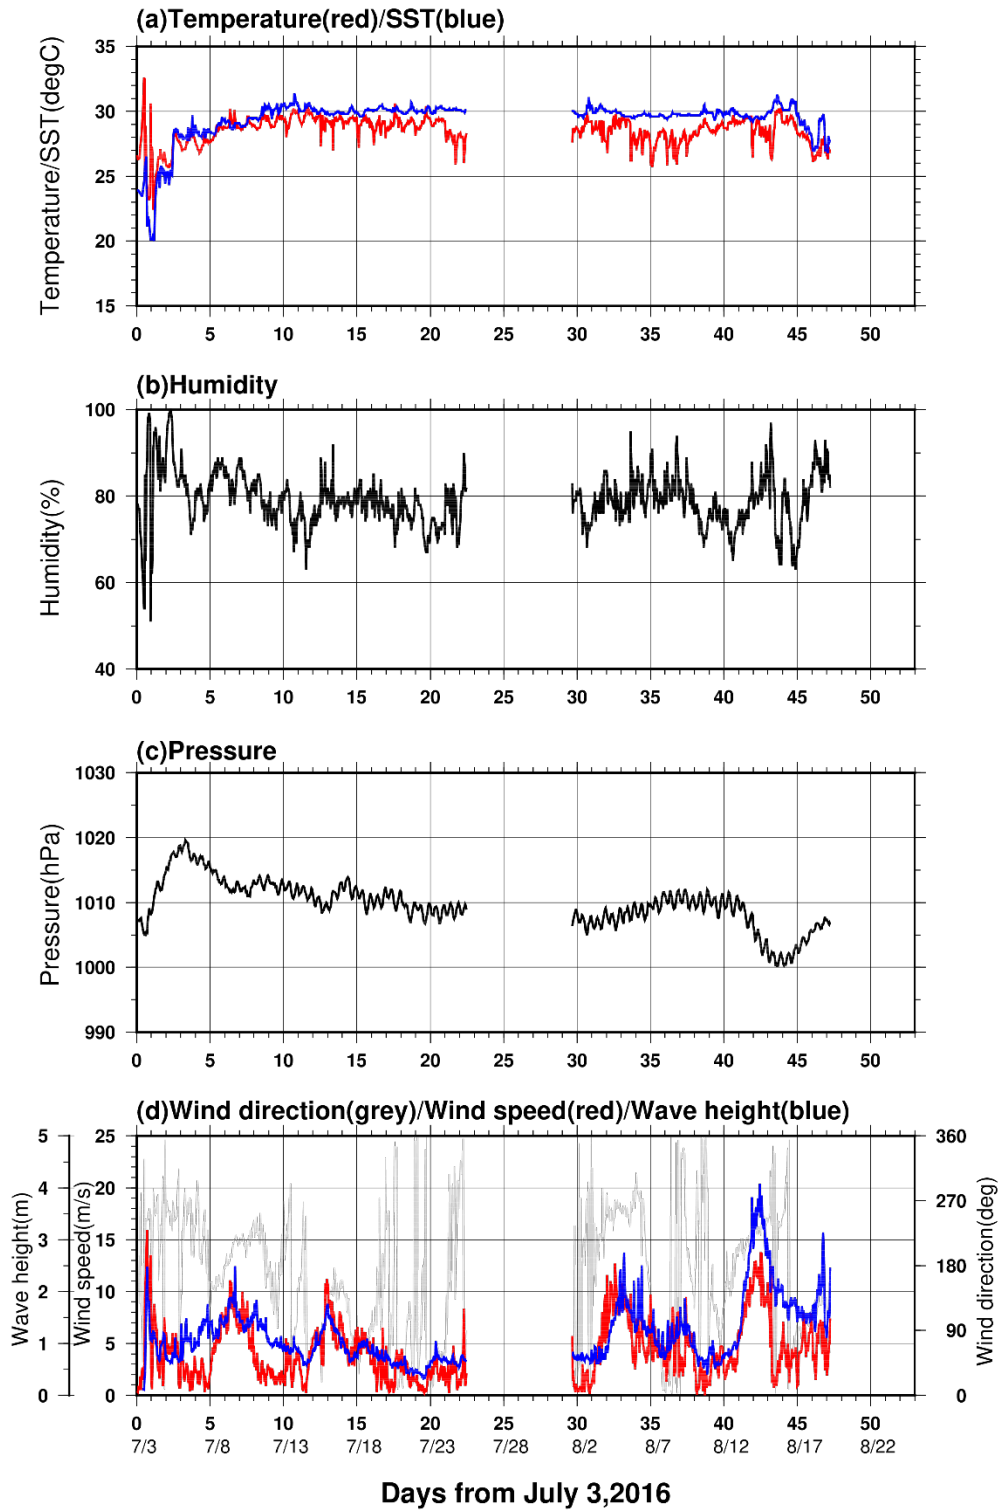 (a)Temperature(red)/SST(blue)
Temperature/SST(degC)
35
30
25
20
15
0 5 10 15 20 25 30 35 40 45 50
(b)Humidity
Humidity(%)
100
80
60
40
0 5 10 15 20 25 30 35 40 45 50
(c)Pressure
Pressure(hPa)
1030
1020
1010
1000
990
0 5 10 15 20 25 30 35 40 45 50
(d)Wind direction(grey)/Wind speed(red)/Wave height(blue)
Wave height(m)
Wind speed(m/s)
Wind direction(deg)
5 25 360
4 20 270
3 15
2 10 180
1 5 90
0 0 0
0 5 10 15 20 25 30 35 40 45 50
7/3 7/8 7/13 7/18 7/23 7/28 8/2 8/7 8/12 8/17 8/22
Days from July 3,2016